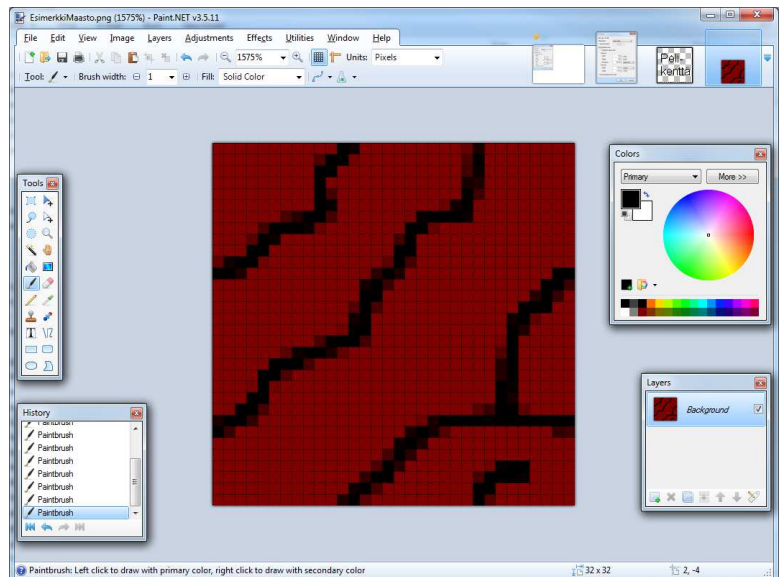 EsimerkkiMaasto.png (1575%) - Paint.NET v3.5.11
File Edit View Image Layers Adjustments Effects Utilities Window Help
1575% Units: Pixels
Tool: Brush width: 1 Fill: Solid Color
Peli-
kenttä
Colors
Primary More >>
Tools
History
Paintbrush
Paintbrush
Paintbrush
Paintbrush
Paintbrush
Paintbrush
Paintbrush
Paintbrush
Layers
Background
Paintbrush: Left click to draw with primary color, right click to draw with secondary color 32 x 32 2, -4